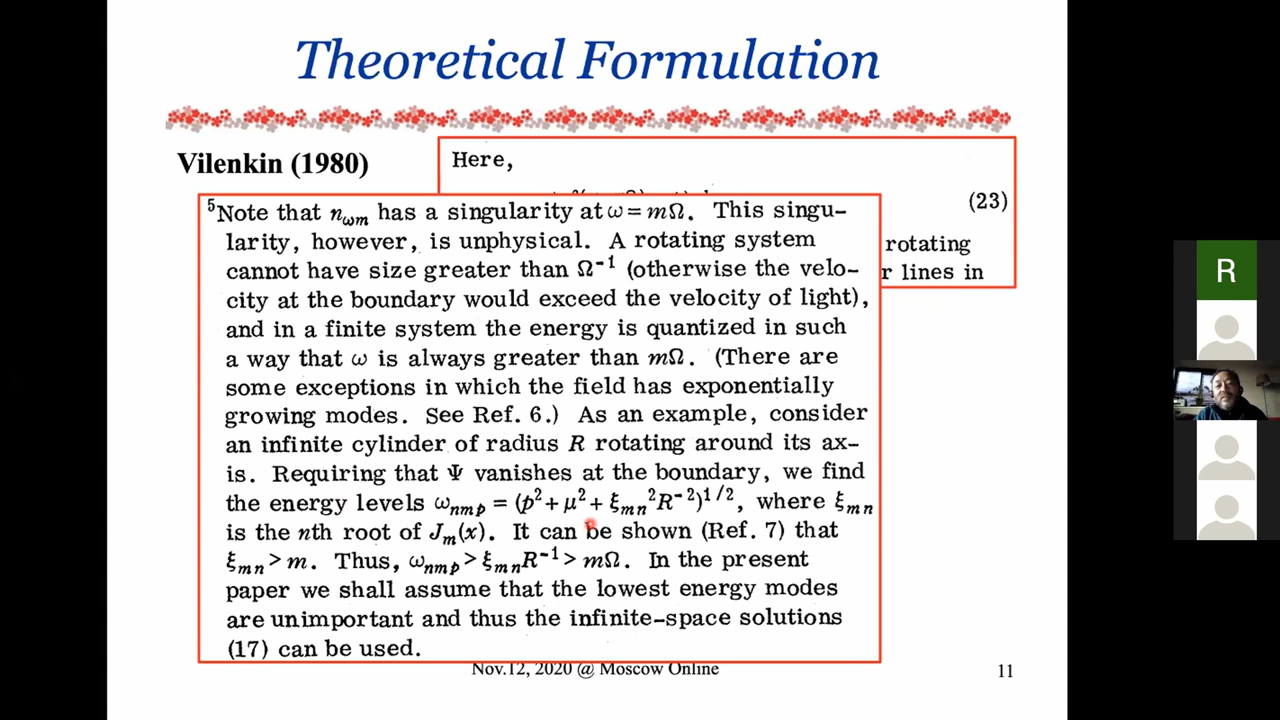 Theoretical Formulation
Vilenkin (1980)
Here,
(23)
rotating
r lines in
⁵Note that n_ωm has a singularity at ω = mΩ. This singu-
larity, however, is unphysical. A rotating system
cannot have size greater than Ω⁻¹ (otherwise the velo-
city at the boundary would exceed the velocity of light),
and in a finite system the energy is quantized in such
a way that ω is always greater than mΩ. (There are
some exceptions in which the field has exponentially
growing modes. See Ref. 6.) As an example, consider
an infinite cylinder of radius R rotating around its ax-
is. Requiring that Ψ vanishes at the boundary, we find
the energy levels ω_nmp = (p² + μ² + ξ_mn²R⁻²)¹/², where ξ_mn
is the nth root of J_m(x). It can be shown (Ref. 7) that
ξ_mn > m. Thus, ω_nmp > ξ_mnR⁻¹ > mΩ. In the present
paper we shall assume that the lowest energy modes
are unimportant and thus the infinite-space solutions
(17) can be used.
Nov.12, 2020 @ Moscow Online
11
R